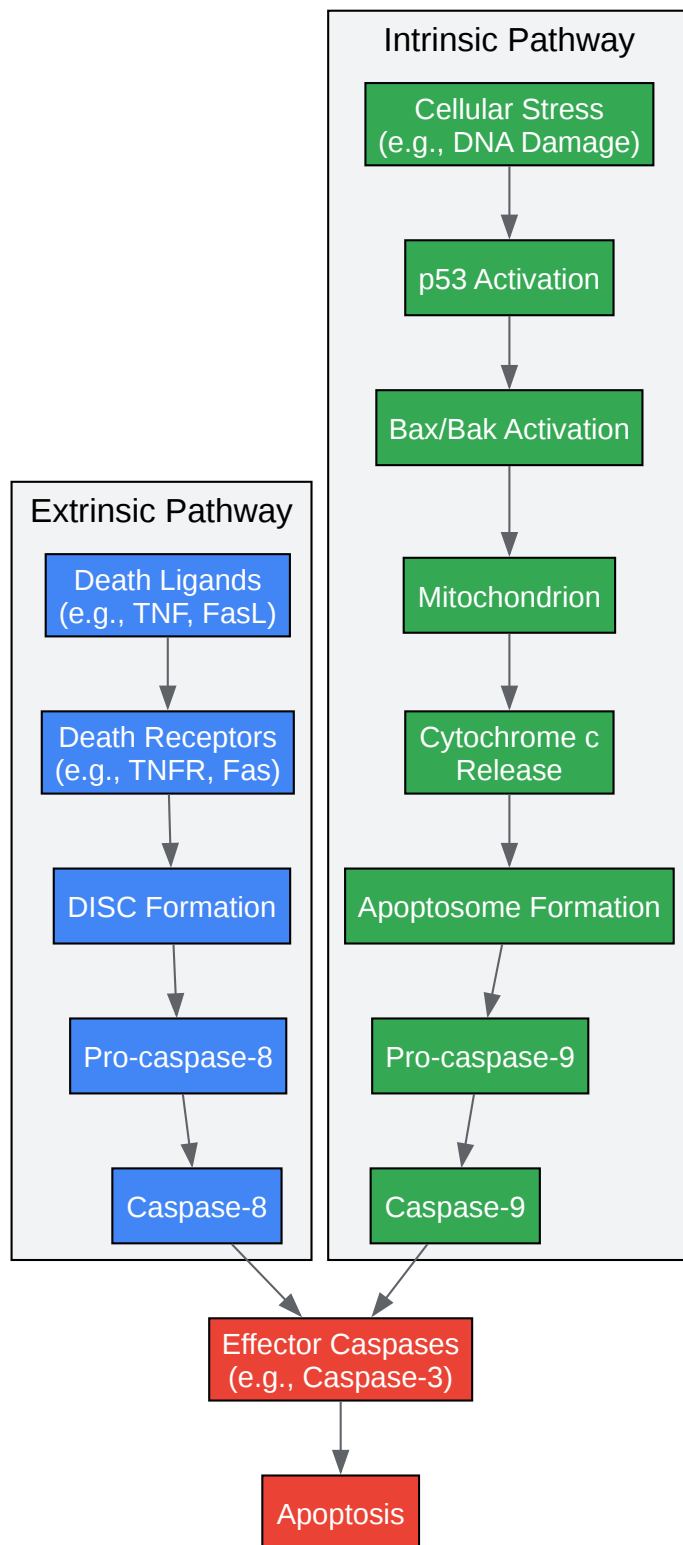 Intrinsic Pathway
Cellular Stress
(e.g., DNA Damage)
p53 Activation
Bax/Bak Activation
Mitochondrion
Cytochrome c
Release
Apoptosome Formation
Pro-caspase-9
Caspase-9
Extrinsic Pathway
Death Ligands
(e.g., TNF, FasL)
Death Receptors
(e.g., TNFR, Fas)
DISC Formation
Pro-caspase-8
Caspase-8
Effector Caspases
(e.g., Caspase-3)
Apoptosis